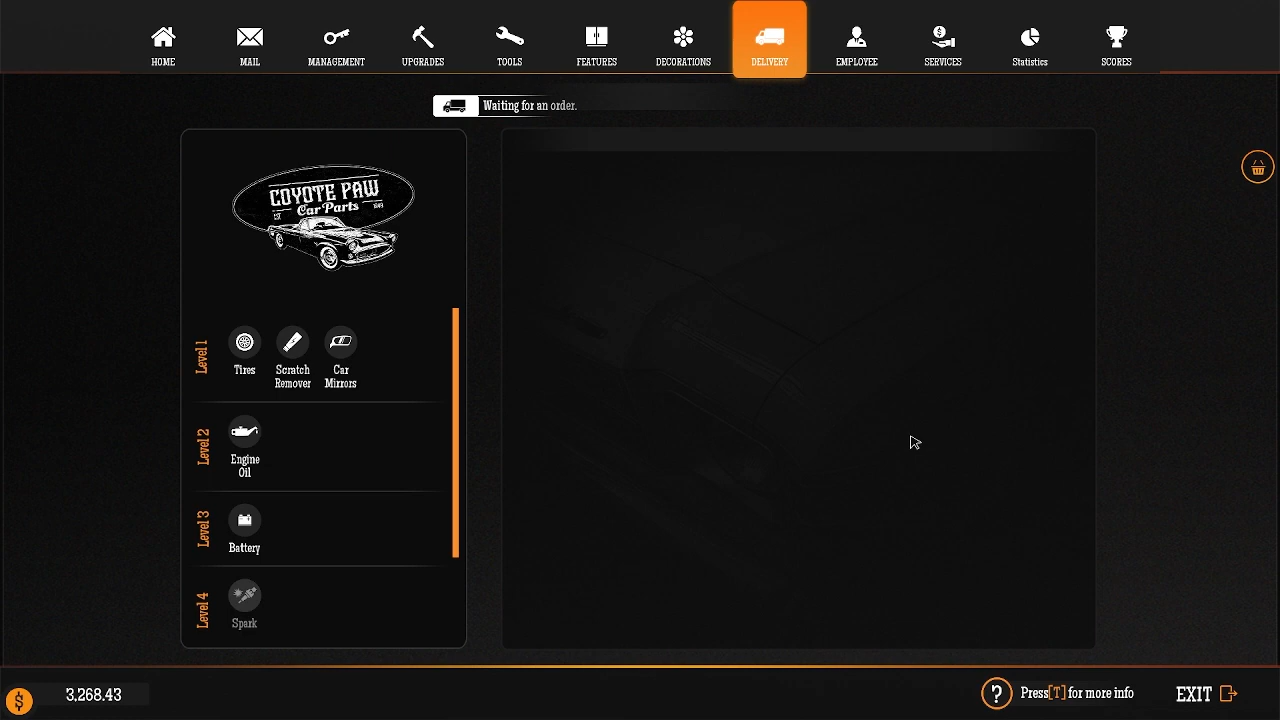 HOME MAIL MANAGEMENT UPGRADES TOOLS FEATURES DECORATIONS DELIVERY EMPLOYEE SERVICES Statistics SCORES
Waiting for an order.
COYOTE PAW
Car Parts
Level 1
Tires
Scratch Remover
Car Mirrors
Level 2
Engine Oil
Level 3
Battery
Level 4
Spark
$ 3,268.43
? Press[T] for more info
EXIT